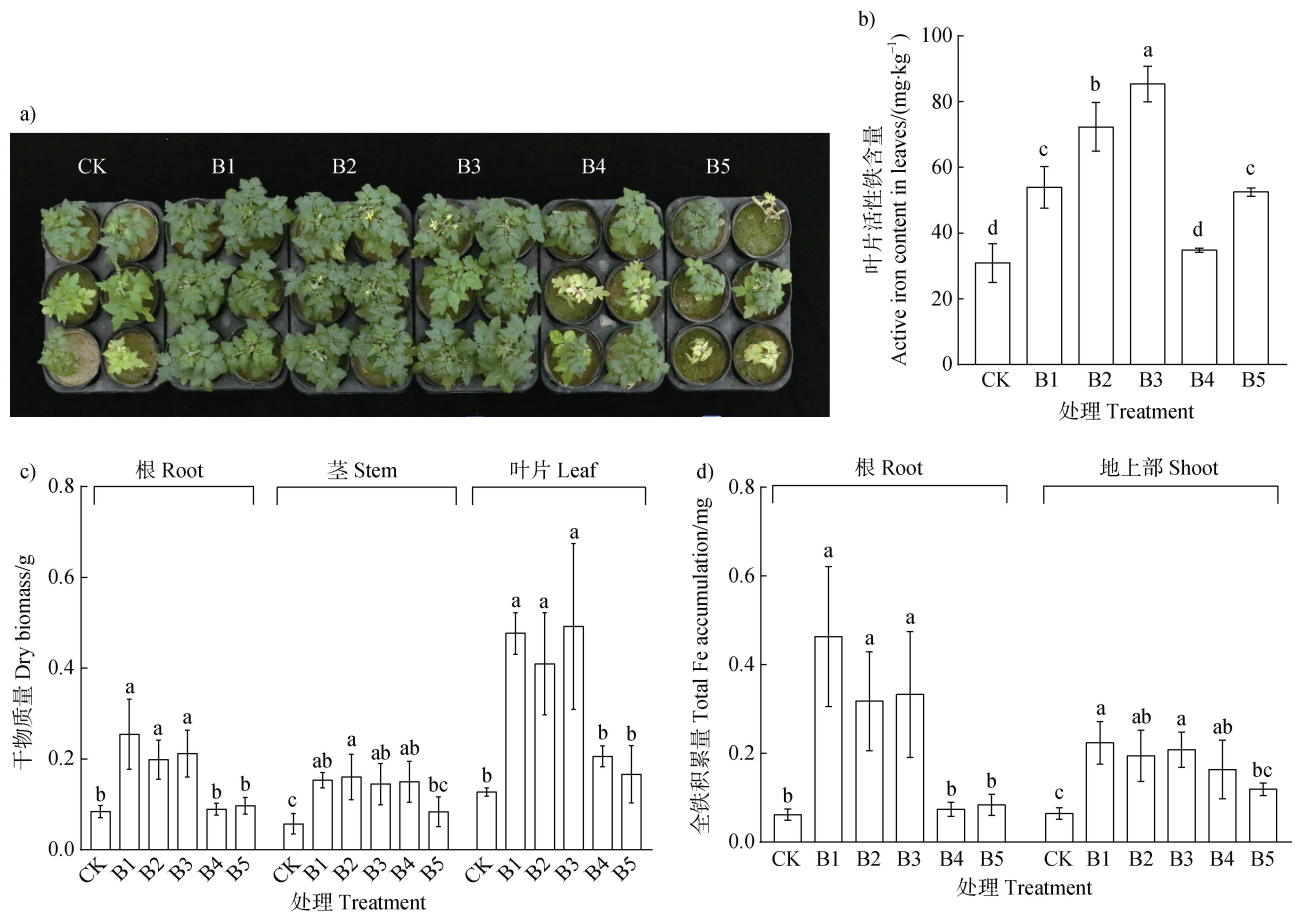 a)
CK B1 B2 B3 B4 B5
b)
叶片活性铁含量
Active iron content in leaves/(mg·kg⁻¹)
100
80
60
40
20
0
d c b a d c
CK B1 B2 B3 B4 B5
处理 Treatment
c)
根 Root 茎 Stem 叶片 Leaf
干物质量 Dry biomass/g
0.8
0.6
0.4
0.2
0.0
b a a a b b c ab a ab ab bc b a a a b b
CK B1 B2 B3 B4 B5 CK B1 B2 B3 B4 B5 CK B1 B2 B3 B4 B5
处理 Treatment
d)
根 Root 地上部 Shoot
全铁积累量 Total Fe accumulation/mg
0.8
0.6
0.4
0.2
0.0
b a a a b b c a ab a ab bc
CK B1 B2 B3 B4 B5 CK B1 B2 B3 B4 B5
处理 Treatment